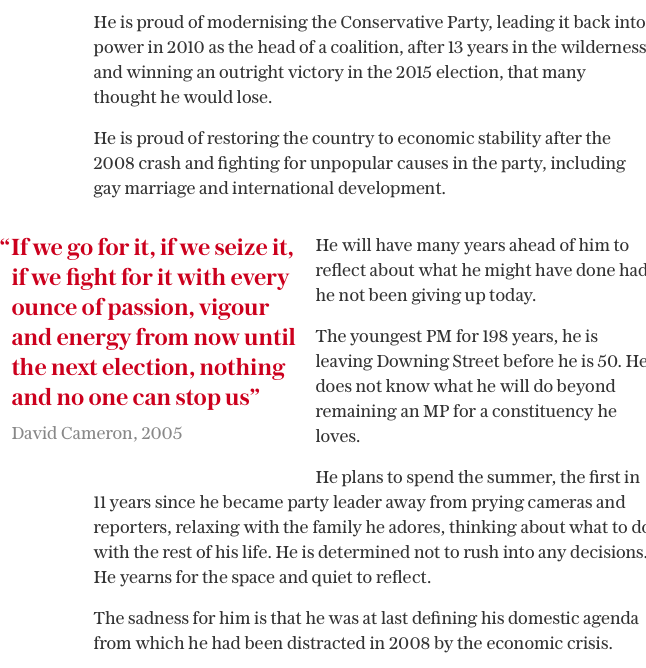 He is proud of modernising the Conservative Party, leading it back into
power in 2010 as the head of a coalition, after 13 years in the wilderness
and winning an outright victory in the 2015 election, that many
thought he would lose.
He is proud of restoring the country to economic stability after the
2008 crash and fighting for unpopular causes in the party, including
gay marriage and international development.
“If we go for it, if we seize it,
if we fight for it with every
ounce of passion, vigour
and energy from now until
the next election, nothing
and no one can stop us”
David Cameron, 2005
He will have many years ahead of him to
reflect about what he might have done had
he not been giving up today.
The youngest PM for 198 years, he is
leaving Downing Street before he is 50. He
does not know what he will do beyond
remaining an MP for a constituency he
loves.
He plans to spend the summer, the first in
11 years since he became party leader away from prying cameras and
reporters, relaxing with the family he adores, thinking about what to do
with the rest of his life. He is determined not to rush into any decisions.
He yearns for the space and quiet to reflect.
The sadness for him is that he was at last defining his domestic agenda
from which he had been distracted in 2008 by the economic crisis.